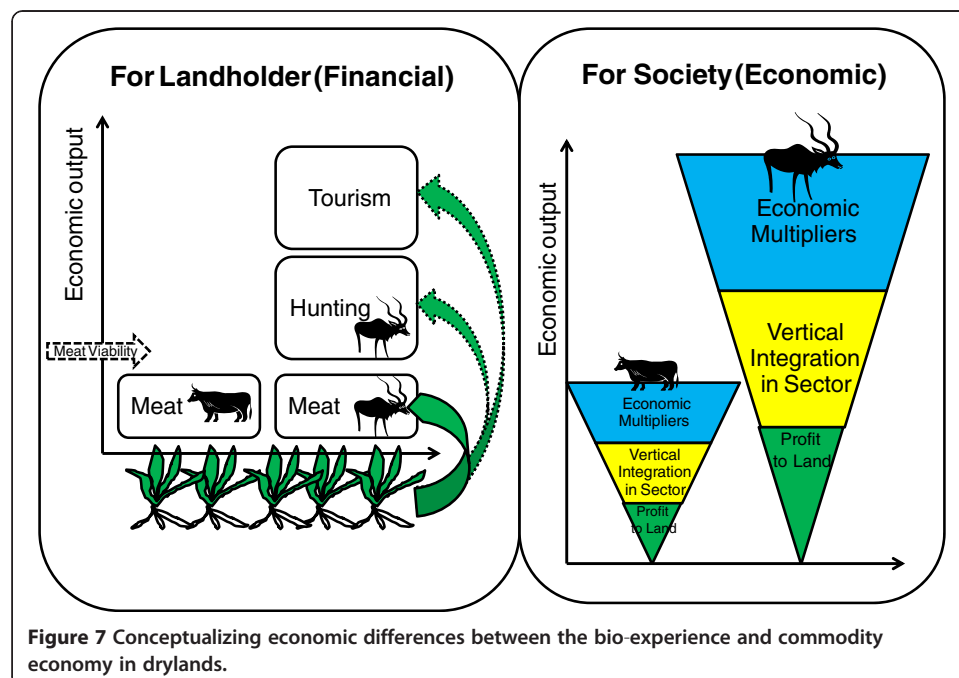 For Landholder (Financial)
Economic output
Tourism
Hunting
Meat Viability
Meat
Meat
For Society (Economic)
Economic output
Economic
Multipliers
Vertical
Integration
in Sector
Profit
to Land
Economic
Multipliers
Vertical
Integration
in Sector
Profit
to Land
Figure 7 Conceptualizing economic differences between the bio-experience and commodity
economy in drylands.